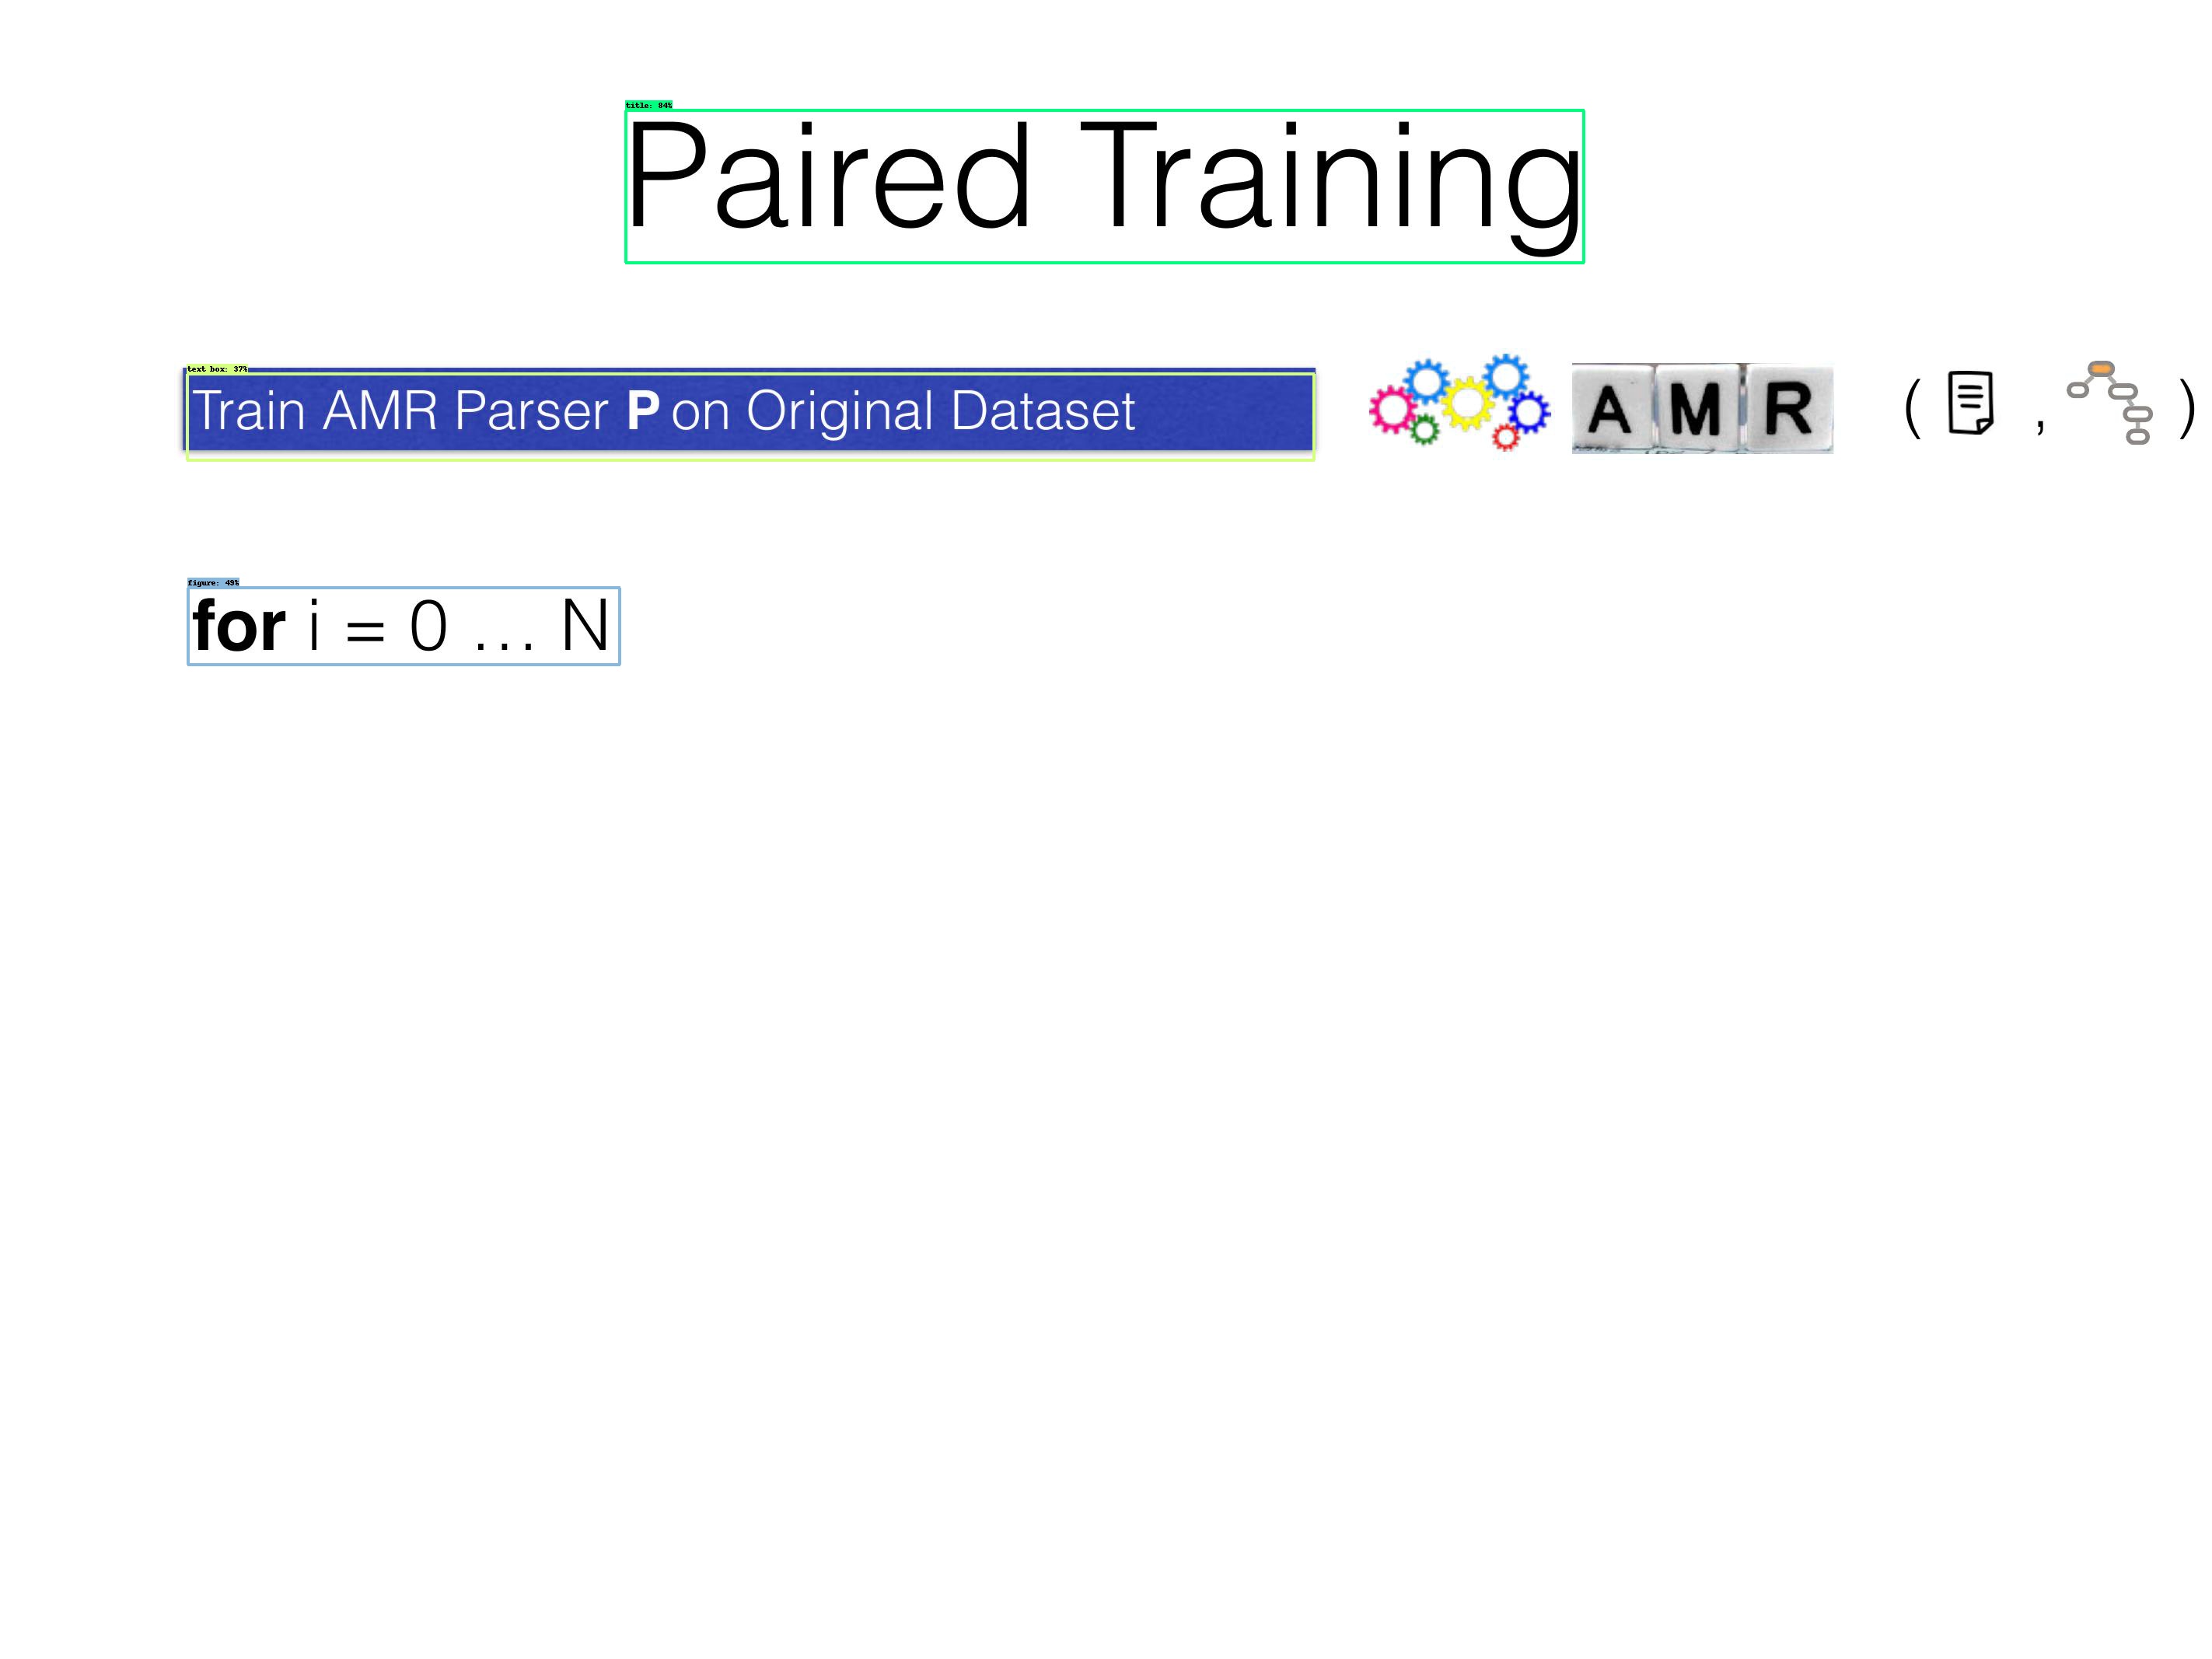 title: 84%
Paired Training
text box: 37%
Train AMR Parser P on Original Dataset
A M R ( , )
figure: 49%
for i = 0 ... N